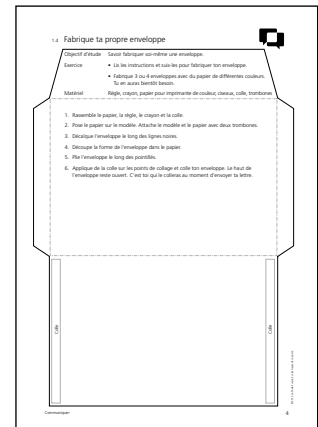 1.4 Fabrique ta propre enveloppe
Objectif d'étude Savoir fabriquer soi-même une enveloppe.
Exercice • Lis les instructions et suis-les pour fabriquer ton enveloppe.
• Fabrique 3 ou 4 enveloppes avec du papier de différentes couleurs.
Tu en auras bientôt besoin.
Matériel Règle, crayon, papier pour imprimante de couleur, ciseaux, colle, trombones
1. Rassemble le papier, la règle, le crayon et la colle.
2. Pose le papier sur le modèle. Attache le modèle et le papier avec deux trombones.
3. Décalque l'enveloppe le long des lignes noires.
4. Découpe la forme de l'enveloppe dans le papier.
5. Plie l'enveloppe le long des pointillés.
6. Applique de la colle sur les points de collage et colle ton enveloppe. Le haut de
l'enveloppe reste ouvert. C'est toi qui le colleras au moment d'envoyer ta lettre.
Colle
Colle
Communiquer
4